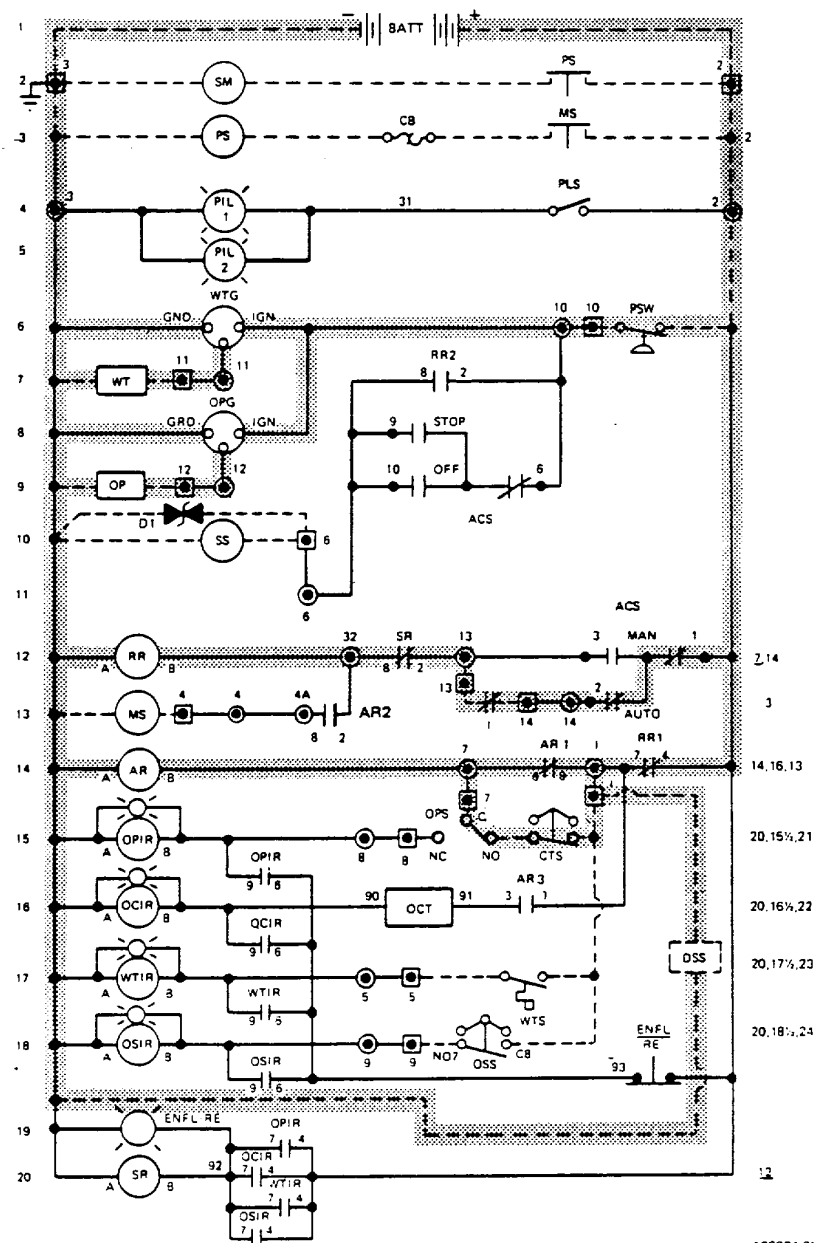 1 − BATT +
3 PS 2
2 SM
MS
3 PS CB 2
3 PLS
4 PIL 1 31 2
5 PIL 2
WTG
GND. IGN. 10 10 PSW
6
11 RR2
7 WT 11 8 2
OPG
GRD. IGN. 9 STOP
8
12 12 10 OFF 6
9 OP
D1 ACS
10 SS 6
11 6
ACS
32 SR 13 3 MAN 1
12 A RR B 8 2 7,14
13 2
4 4 4A AR2 1 14 14 AUTO
13 MS 8 2 3
AR 1 1 RR1
14 A AR B 7 6 9 7 4 14,16,13
7 1
OPS C
15 A OPIR B 8 8 NC NO CTS 20,15½,21
OPIR
9 6 AR3
16 A OCIR B 90 OCT 91 3 1 20,16½,22
OCIR
9 6 OSS 20,17½,23
17 A WTIR B 5 5
WTIR WTS
9 6
18 A OSIR B 9 9 NO7 OSS C8 ENFL RE 20,18½,24
OSIR 93
9 6
19 ENFL RE OPIR
7 4
OCIR
20 A SR B 92 7 4 12
WTIR
7 4
OSIR
7 4